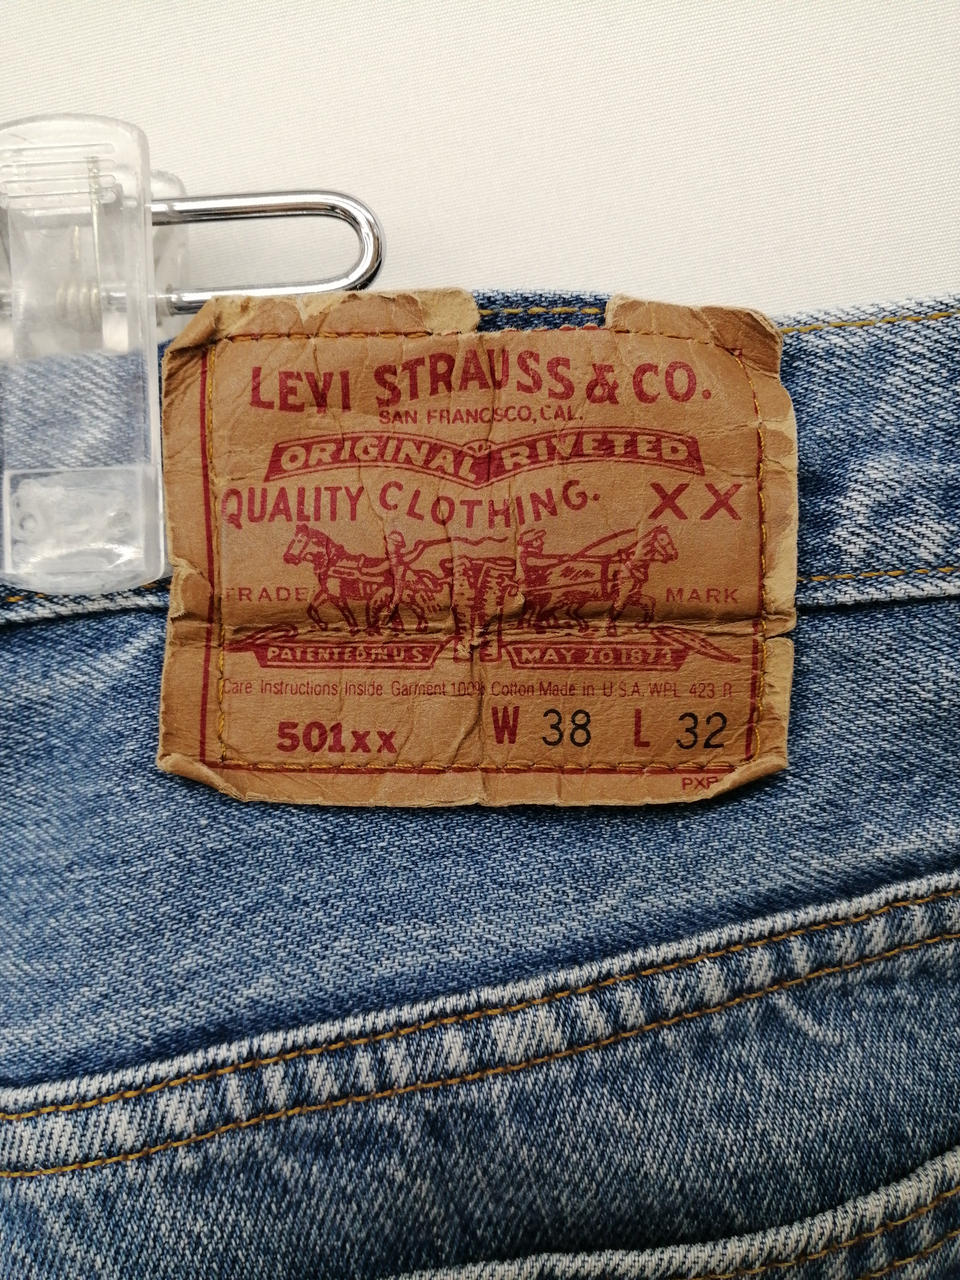 LEVI STRAUSS & CO.
SAN FRANCISCO, CAL.
ORIGINAL RIVETED
QUALITY CLOTHING. XX
TRADE MARK
PATENTED IN U.S. MAY 20 1873
Care Instructions Inside Garment 100% Cotton Made in U.S.A. WPL 423 R
501xx W 38 L 32